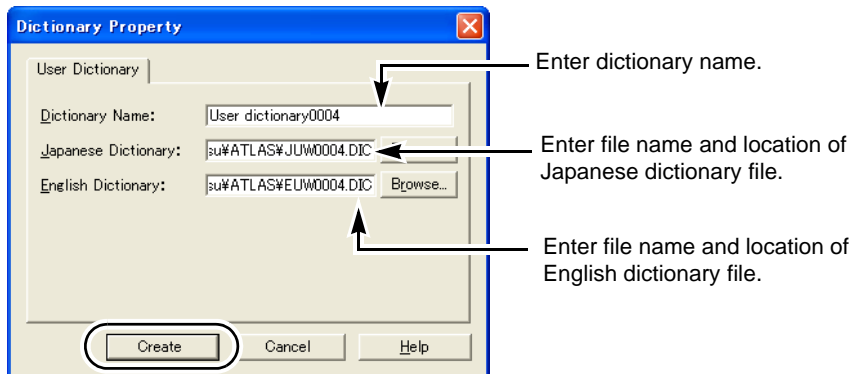 Dictionary Property
User Dictionary
Enter dictionary name.
Dictionary Name: User dictionary0004
Japanese Dictionary: su¥ATLAS¥JUW0004.DIC
Enter file name and location of
Japanese dictionary file.
English Dictionary: su¥ATLAS¥EUW0004.DIC Browse...
Enter file name and location of
English dictionary file.
Create Cancel Help